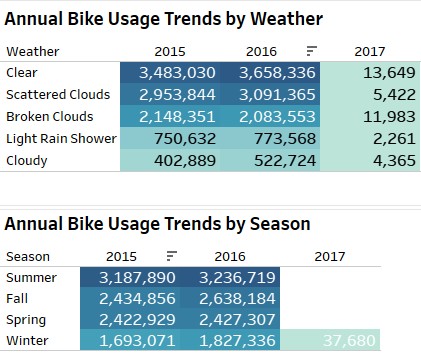 Annual Bike Usage Trends by Weather
Weather 2015 2016 2017
Clear 3,483,030 3,658,336 13,649
Scattered Clouds 2,953,844 3,091,365 5,422
Broken Clouds 2,148,351 2,083,553 11,983
Light Rain Shower 750,632 773,568 2,261
Cloudy 402,889 522,724 4,365
Annual Bike Usage Trends by Season
Season 2015 2016 2017
Summer 3,187,890 3,236,719
Fall 2,434,856 2,638,184
Spring 2,422,929 2,427,307
Winter 1,693,071 1,827,336 37,680